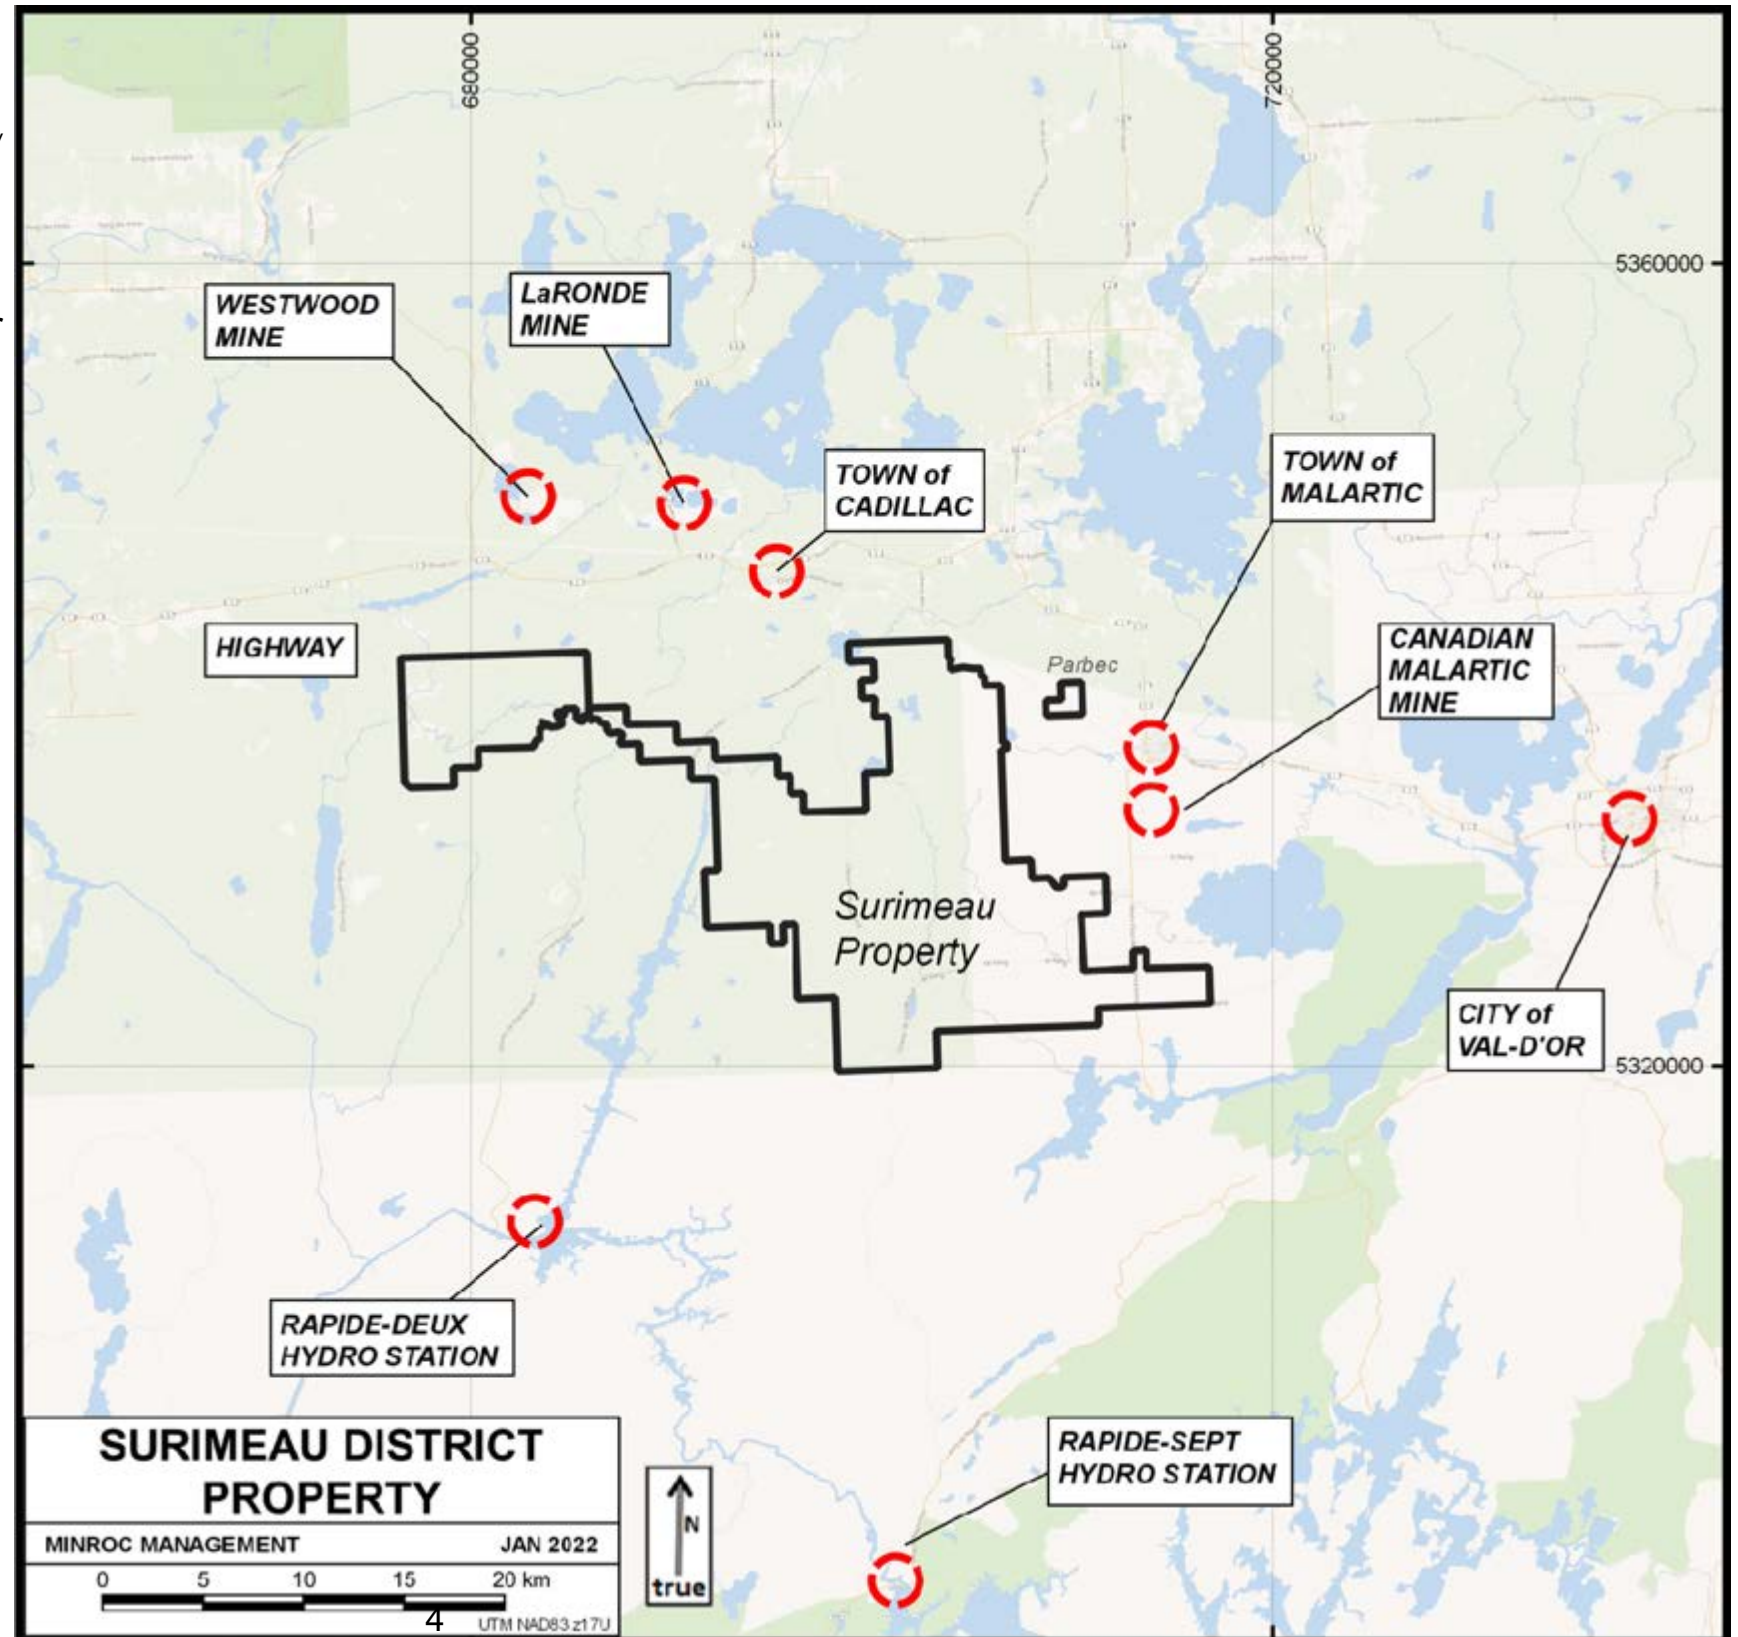 680000
720000
5360000
WESTWOOD
MINE
LaRONDE
MINE
TOWN of
CADILLAC
TOWN of
MALARTIC
HIGHWAY
Parbec
CANADIAN
MALARTIC
MINE
Surimeau
Property
CITY of
VAL-D'OR
5320000
RAPIDE-DEUX
HYDRO STATION
RAPIDE-SEPT
HYDRO STATION
SURIMEAU DISTRICT
PROPERTY
MINROC MANAGEMENT JAN 2022
0 5 10 15 20 km
4
UTM NAD83 z17U
N
true